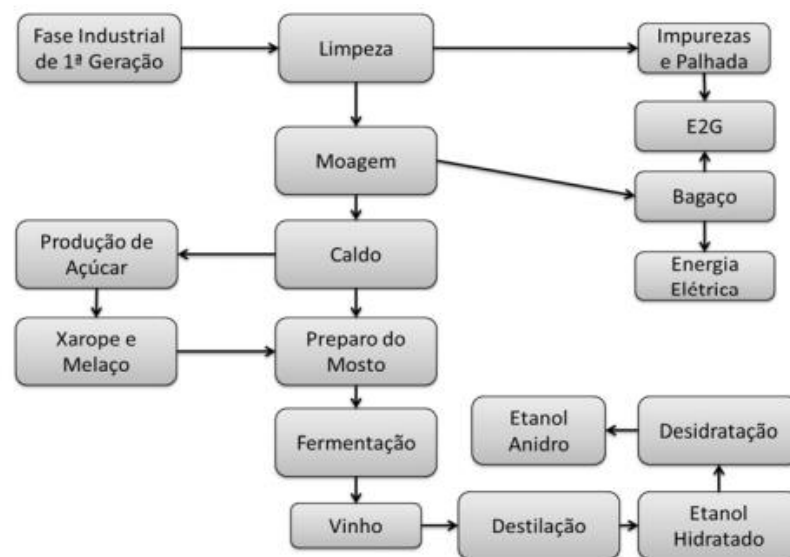 Fase Industrial
de 1ª Geração
Limpeza
Impurezas
e Palhada
E2G
Moagem
Bagaço
Produção de
Açúcar
Caldo
Energia
Elétrica
Xarope e
Melaço
Preparo do
Mosto
Fermentação
Etanol
Anidro
Desidratação
Vinho
Destilação
Etanol
Hidratado